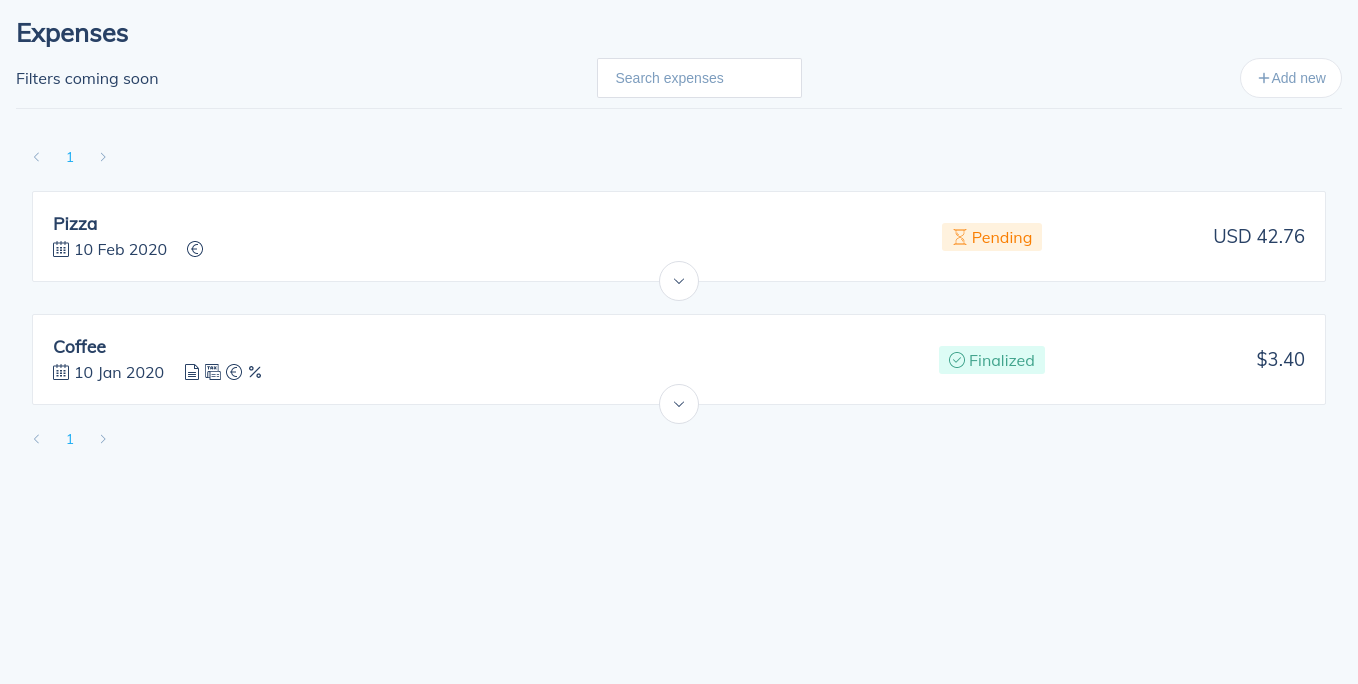 Expenses
Filters coming soon
Search expenses
+ Add new
1
Pizza
10 Feb 2020
Pending
USD 42.76
Coffee
10 Jan 2020
Finalized
$3.40
1